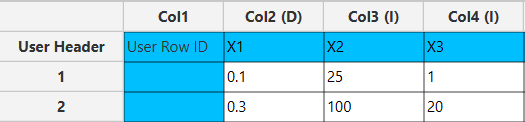 Col1 Col2 (D) Col3 (I) Col4 (I)
User Header User Row ID X1 X2 X3
1 0.1 25 1
2 0.3 100 20